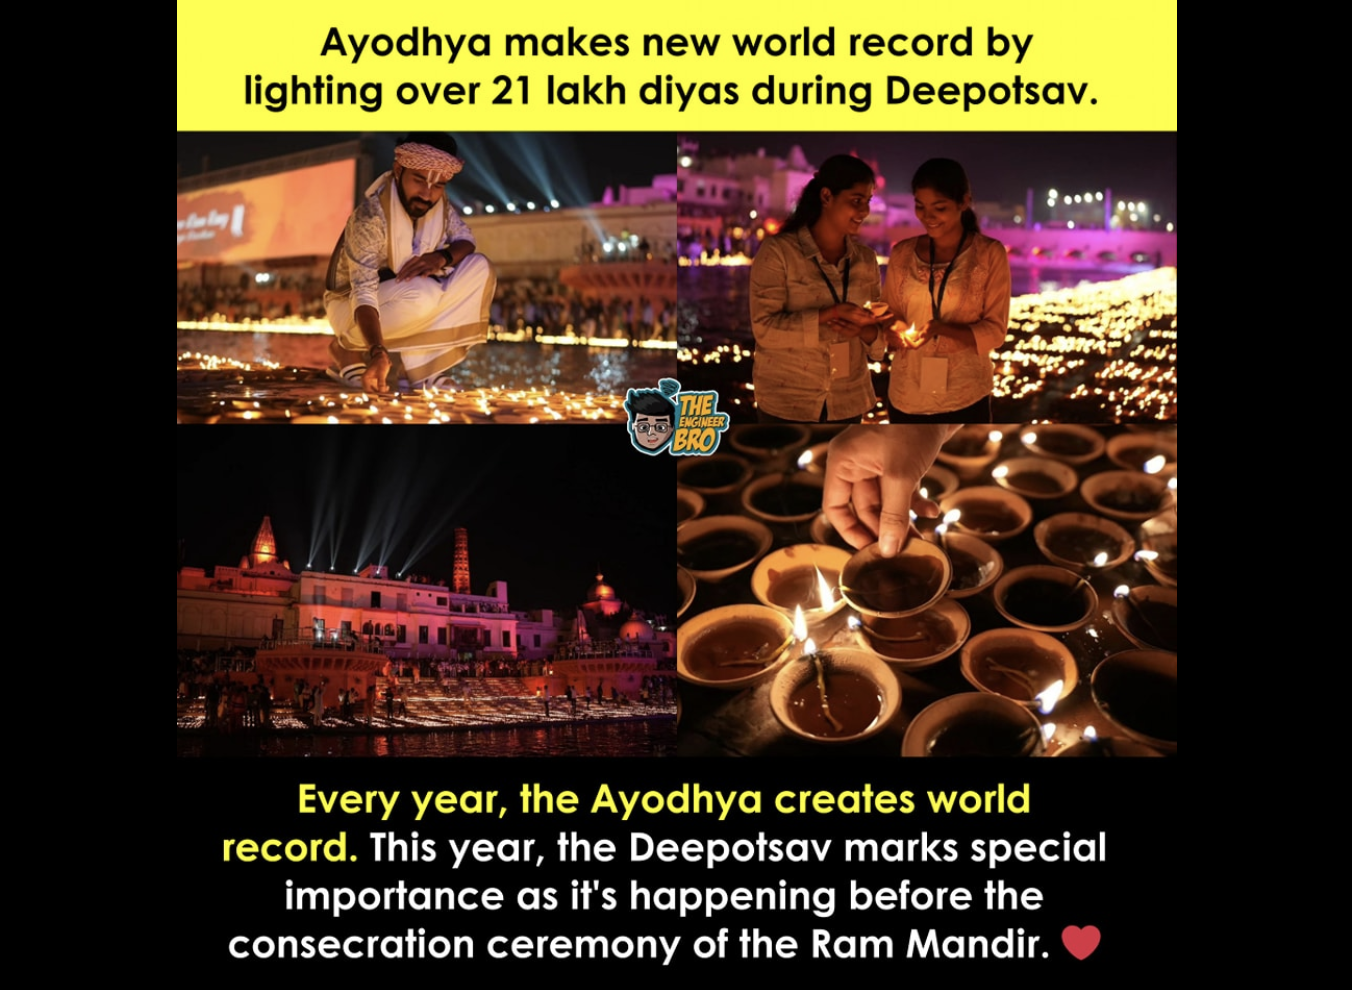 Ayodhya makes new world record by
lighting over 21 lakh diyas during Deepotsav.
THE
ENGINEER
BRO
Every year, the Ayodhya creates world
record. This year, the Deepotsav marks special
importance as it's happening before the
consecration ceremony of the Ram Mandir. ❤️